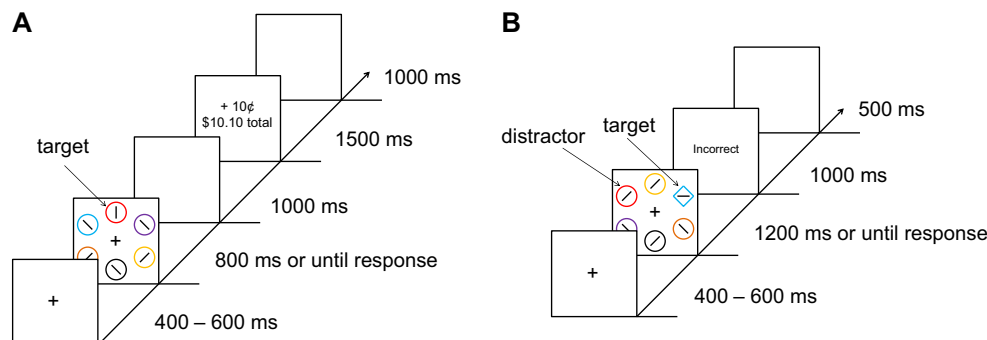 A
1000 ms
+ 10¢
$10.10 total
1500 ms
target
1000 ms
+
800 ms or until response
+
400 – 600 ms
B
500 ms
target
distractor
Incorrect
1000 ms
+
1200 ms or until response
+
400 – 600 ms